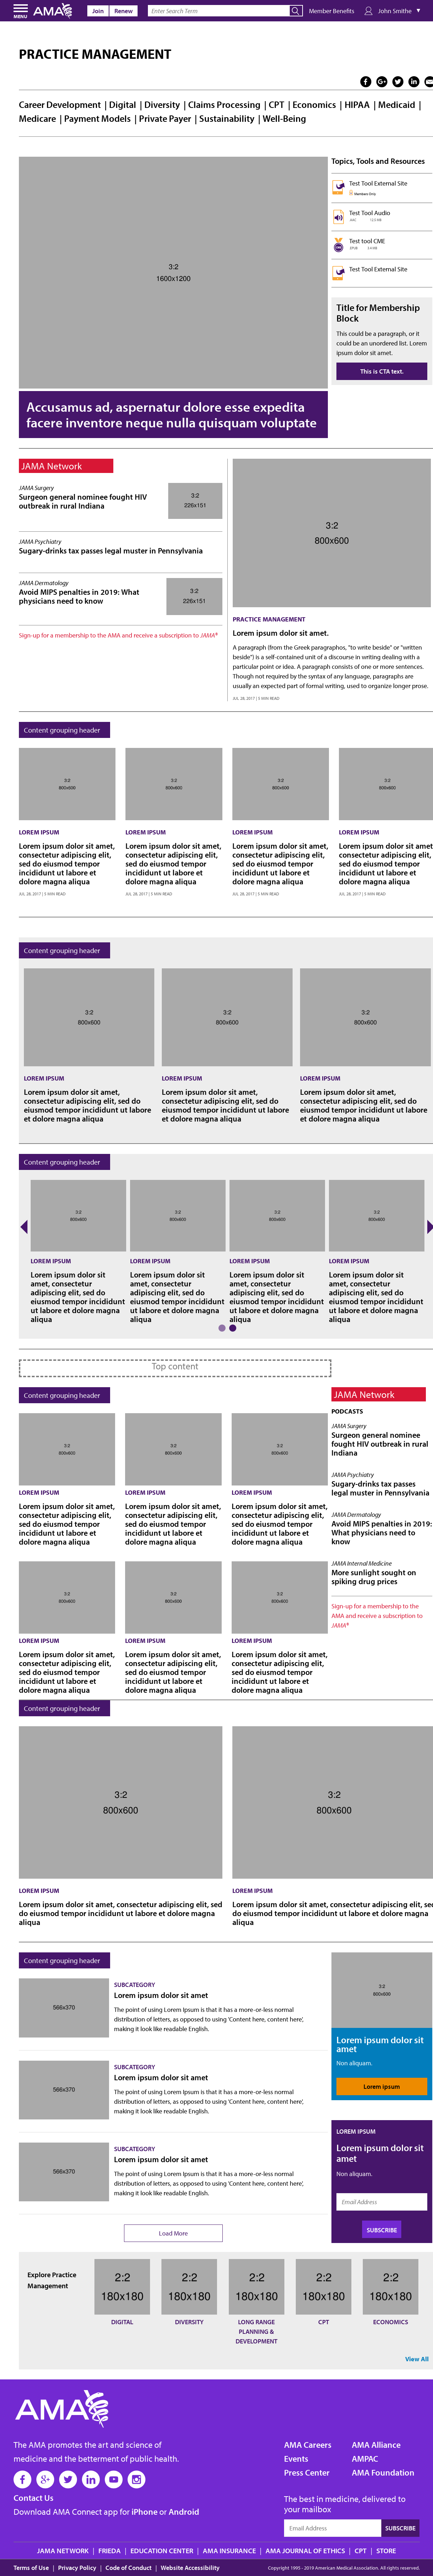 MENU
AMA
Join
Renew
Enter Search Term
Member Benefits
John Smithe
PRACTICE MANAGEMENT
Career Development | Digital | Diversity | Claims Processing | CPT | Economics | HIPAA | Medicaid |
Medicare | Payment Models | Private Payer | Sustainability | Well-Being
3:2
1600x1200
Accusamus ad, aspernatur dolore esse expedita
facere inventore neque nulla quisquam voluptate
Topics, Tools and Resources
Test Tool External Site
Members Only
Test Tool Audio
Test tool CME
Test Tool External Site
Title for Membership
Block
This could be a paragraph, or it
could be an unordered list. Lorem
ipsum dolor sit amet.
This is CTA text.
JAMA Network
JAMA Surgery
Surgeon general nominee fought HIV
outbreak in rural Indiana
3:2
226x151
JAMA Psychiatry
Sugary-drinks tax passes legal muster in Pennsylvania
JAMA Dermatology
Avoid MIPS penalties in 2019: What
physicians need to know
3:2
226x151
Sign-up for a membership to the AMA and receive a subscription to JAMA®
3:2
800x600
PRACTICE MANAGEMENT
Lorem ipsum dolor sit amet.
A paragraph (from the Greek paragraphos, "to write beside" or "written
beside") is a self-contained unit of a discourse in writing dealing with a
particular point or idea. A paragraph consists of one or more sentences.
Though not required by the syntax of any language, paragraphs are
usually an expected part of formal writing, used to organize longer prose.
JUL 28, 2017 | 5 MIN READ
Content grouping header
3:2
800x600
LOREM IPSUM
Lorem ipsum dolor sit amet,
consectetur adipiscing elit,
sed do eiusmod tempor
incididunt ut labore et
dolore magna aliqua
JUL 28, 2017 | 5 MIN READ
3:2
800x600
LOREM IPSUM
Lorem ipsum dolor sit amet,
consectetur adipiscing elit,
sed do eiusmod tempor
incididunt ut labore et
dolore magna aliqua
JUL 28, 2017 | 5 MIN READ
3:2
800x600
LOREM IPSUM
Lorem ipsum dolor sit amet,
consectetur adipiscing elit,
sed do eiusmod tempor
incididunt ut labore et
dolore magna aliqua
JUL 28, 2017 | 5 MIN READ
3:2
800x600
LOREM IPSUM
Lorem ipsum dolor sit amet
consectetur adipiscing elit,
sed do eiusmod tempor
incididunt ut labore et
dolore magna aliqua
JUL 28, 2017 | 5 MIN READ
Content grouping header
3:2
800x600
LOREM IPSUM
Lorem ipsum dolor sit amet,
consectetur adipiscing elit, sed do
eiusmod tempor incididunt ut labore
et dolore magna aliqua
3:2
800x600
LOREM IPSUM
Lorem ipsum dolor sit amet,
consectetur adipiscing elit, sed do
eiusmod tempor incididunt ut labore
et dolore magna aliqua
3:2
800x600
LOREM IPSUM
Lorem ipsum dolor sit amet,
consectetur adipiscing elit, sed do
eiusmod tempor incididunt ut labore
et dolore magna aliqua
Content grouping header
3:2
800x600
LOREM IPSUM
Lorem ipsum dolor sit
amet, consectetur
adipiscing elit, sed do
eiusmod tempor incididunt
ut labore et dolore magna
aliqua
3:2
800x600
LOREM IPSUM
Lorem ipsum dolor sit
amet, consectetur
adipiscing elit, sed do
eiusmod tempor incididunt
ut labore et dolore magna
aliqua
3:2
800x600
LOREM IPSUM
Lorem ipsum dolor sit
amet, consectetur
adipiscing elit, sed do
eiusmod tempor incididunt
ut labore et dolore magna
aliqua
3:2
800x600
LOREM IPSUM
Lorem ipsum dolor sit
amet, consectetur
adipiscing elit, sed do
eiusmod tempor incididunt
ut labore et dolore magna
aliqua
Top content
Content grouping header
3:2
800x600
LOREM IPSUM
Lorem ipsum dolor sit amet,
consectetur adipiscing elit,
sed do eiusmod tempor
incididunt ut labore et
dolore magna aliqua
3:2
800x600
LOREM IPSUM
Lorem ipsum dolor sit amet,
consectetur adipiscing elit,
sed do eiusmod tempor
incididunt ut labore et
dolore magna aliqua
3:2
800x600
LOREM IPSUM
Lorem ipsum dolor sit amet,
consectetur adipiscing elit,
sed do eiusmod tempor
incididunt ut labore et
dolore magna aliqua
3:2
800x600
LOREM IPSUM
Lorem ipsum dolor sit amet,
consectetur adipiscing elit,
sed do eiusmod tempor
incididunt ut labore et
dolore magna aliqua
3:2
800x600
LOREM IPSUM
Lorem ipsum dolor sit amet,
consectetur adipiscing elit,
sed do eiusmod tempor
incididunt ut labore et
dolore magna aliqua
3:2
800x600
LOREM IPSUM
Lorem ipsum dolor sit amet,
consectetur adipiscing elit,
sed do eiusmod tempor
incididunt ut labore et
dolore magna aliqua
JAMA Network
PODCASTS
JAMA Surgery
Surgeon general nominee
fought HIV outbreak in rural
Indiana
JAMA Psychiatry
Sugary-drinks tax passes
legal muster in Pennsylvania
JAMA Dermatology
Avoid MIPS penalties in 2019:
What physicians need to
know
JAMA Internal Medicine
More sunlight sought on
spiking drug prices
Sign-up for a membership to the
AMA and receive a subscription to
JAMA®
Content grouping header
3:2
800x600
LOREM IPSUM
Lorem ipsum dolor sit amet, consectetur adipiscing elit, sed
do eiusmod tempor incididunt ut labore et dolore magna
aliqua
3:2
800x600
LOREM IPSUM
Lorem ipsum dolor sit amet, consectetur adipiscing elit, sed
do eiusmod tempor incididunt ut labore et dolore magna
aliqua
Content grouping header
566x370
SUBCATEGORY
Lorem ipsum dolor sit amet
The point of using Lorem Ipsum is that it has a more-or-less normal
distribution of letters, as opposed to using 'Content here, content here',
making it look like readable English.
566x370
SUBCATEGORY
Lorem ipsum dolor sit amet
The point of using Lorem Ipsum is that it has a more-or-less normal
distribution of letters, as opposed to using 'Content here, content here',
making it look like readable English.
566x370
SUBCATEGORY
Lorem ipsum dolor sit amet
The point of using Lorem Ipsum is that it has a more-or-less normal
distribution of letters, as opposed to using 'Content here, content here',
making it look like readable English.
Load More
3:2
800x600
Lorem ipsum dolor sit
amet
Non aliquam.
Lorem ipsum
LOREM IPSUM
Lorem ipsum dolor sit
amet
Non aliquam.
Email Address
SUBSCRIBE
Explore Practice
Management
2:2
180x180
DIGITAL
2:2
180x180
DIVERSITY
2:2
180x180
LONG RANGE
PLANNING &
DEVELOPMENT
2:2
180x180
CPT
2:2
180x180
ECONOMICS
View All
AMA
The AMA promotes the art and science of
medicine and the betterment of public health.
Contact Us
Download AMA Connect app for iPhone or Android
AMA Careers
Events
Press Center
AMA Alliance
AMPAC
AMA Foundation
The best in medicine, delivered to
your mailbox
Email Address
SUBSCRIBE
JAMA NETWORK | FRIEDA | EDUCATION CENTER | AMA INSURANCE | AMA JOURNAL OF ETHICS | CPT | STORE
Terms of Use | Privacy Policy | Code of Conduct | Website Accessibility
Copyright 1995 - 2019 American Medical Association. All rights reserved.